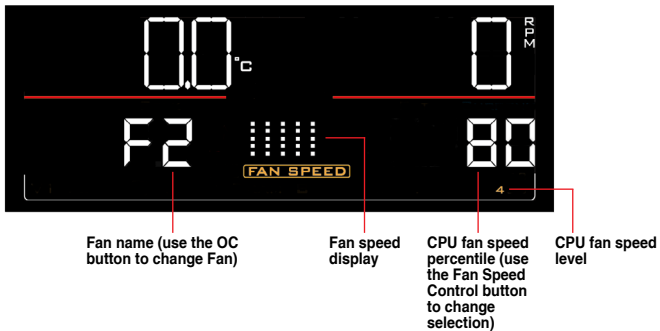 0.0 °C
0 RPM
F2
80
FAN SPEED
4
Fan name (use the OC
button to change Fan)
Fan speed
display
CPU fan speed
percentile (use
the Fan Speed
Control button
to change
selection)
CPU fan speed
level